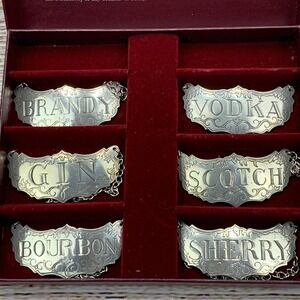 BRANDY
VODKA
GIN
SCOTCH
BOURBON
SHERRY